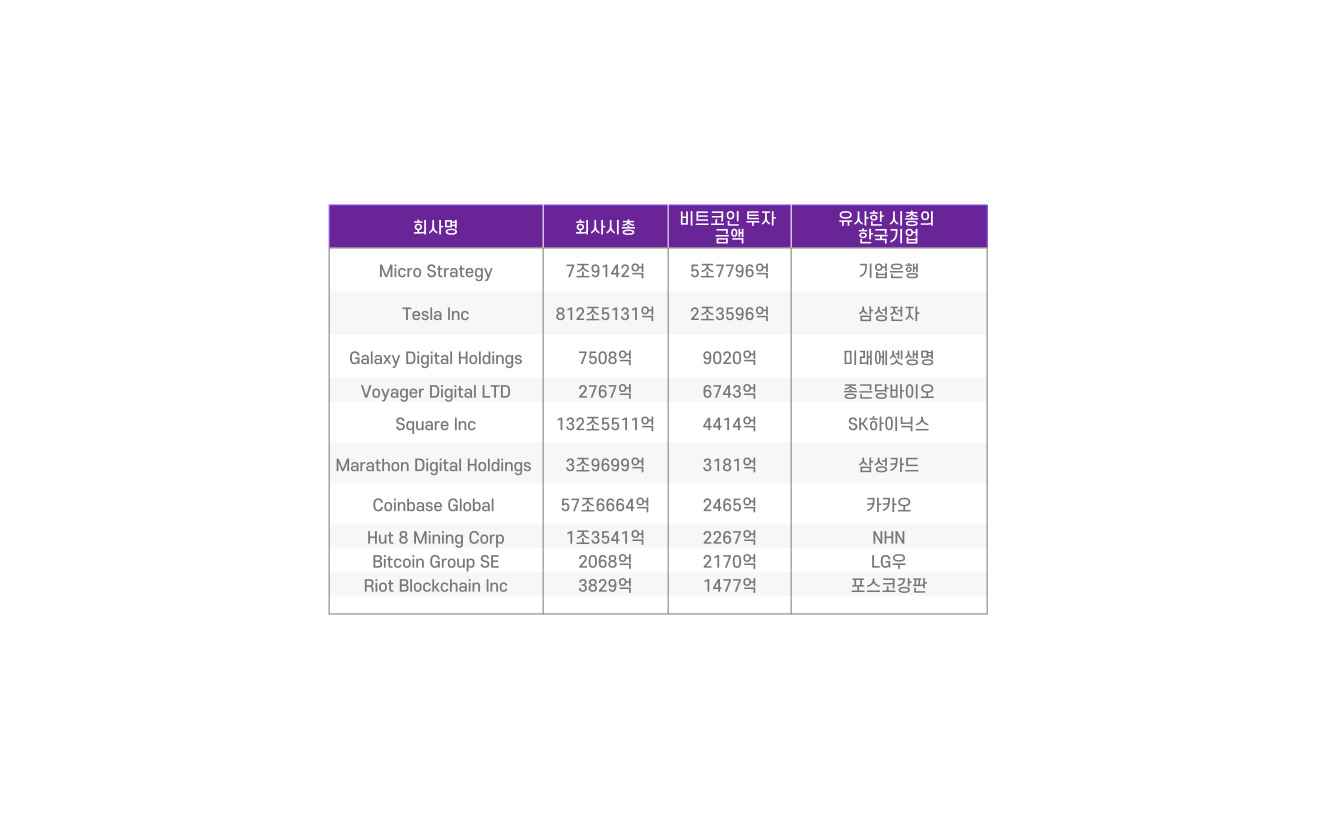 회사명 회사시총 비트코인 투자 금액 유사한 시총의 한국기업
Micro Strategy 7조9142억 5조7796억 기업은행
Tesla Inc 812조5131억 2조3596억 삼성전자
Galaxy Digital Holdings 7508억 9020억 미래에셋생명
Voyager Digital LTD 2767억 6743억 종근당바이오
Square Inc 132조5511억 4414억 SK하이닉스
Marathon Digital Holdings 3조9699억 3181억 삼성카드
Coinbase Global 57조6664억 2465억 카카오
Hut 8 Mining Corp 1조3541억 2267억 NHN
Bitcoin Group SE 2068억 2170억 LG우
Riot Blockchain Inc 3829억 1477억 포스코강판